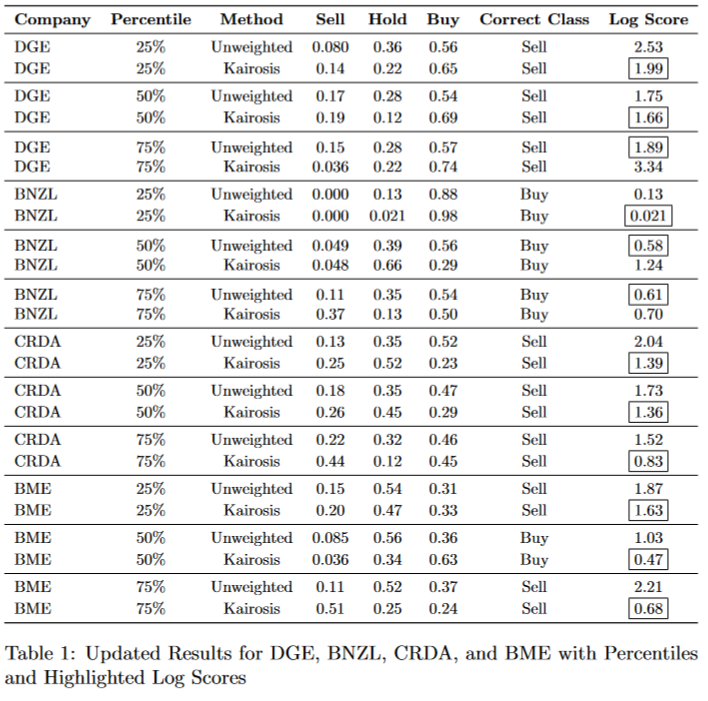 Company Percentile Method Sell Hold Buy Correct Class Log Score
DGE 25% Unweighted 0.080 0.36 0.56 Sell 2.53
DGE 25% Kairosis 0.14 0.22 0.65 Sell 1.99
DGE 50% Unweighted 0.17 0.28 0.54 Sell 1.75
DGE 50% Kairosis 0.19 0.12 0.69 Sell 1.66
DGE 75% Unweighted 0.15 0.28 0.57 Sell 1.89
DGE 75% Kairosis 0.036 0.22 0.74 Sell 3.34
BNZL 25% Unweighted 0.000 0.13 0.88 Buy 0.13
BNZL 25% Kairosis 0.000 0.021 0.98 Buy 0.021
BNZL 50% Unweighted 0.049 0.39 0.56 Buy 0.58
BNZL 50% Kairosis 0.048 0.66 0.29 Buy 1.24
BNZL 75% Unweighted 0.11 0.35 0.54 Buy 0.61
BNZL 75% Kairosis 0.37 0.13 0.50 Buy 0.70
CRDA 25% Unweighted 0.13 0.35 0.52 Sell 2.04
CRDA 25% Kairosis 0.25 0.52 0.23 Sell 1.39
CRDA 50% Unweighted 0.18 0.35 0.47 Sell 1.73
CRDA 50% Kairosis 0.26 0.45 0.29 Sell 1.36
CRDA 75% Unweighted 0.22 0.32 0.46 Sell 1.52
CRDA 75% Kairosis 0.44 0.12 0.45 Sell 0.83
BME 25% Unweighted 0.15 0.54 0.31 Sell 1.87
BME 25% Kairosis 0.20 0.47 0.33 Sell 1.63
BME 50% Unweighted 0.085 0.56 0.36 Buy 1.03
BME 50% Kairosis 0.036 0.34 0.63 Buy 0.47
BME 75% Unweighted 0.11 0.52 0.37 Sell 2.21
BME 75% Kairosis 0.51 0.25 0.24 Sell 0.68
Table 1: Updated Results for DGE, BNZL, CRDA, and BME with Percentiles
and Highlighted Log Scores